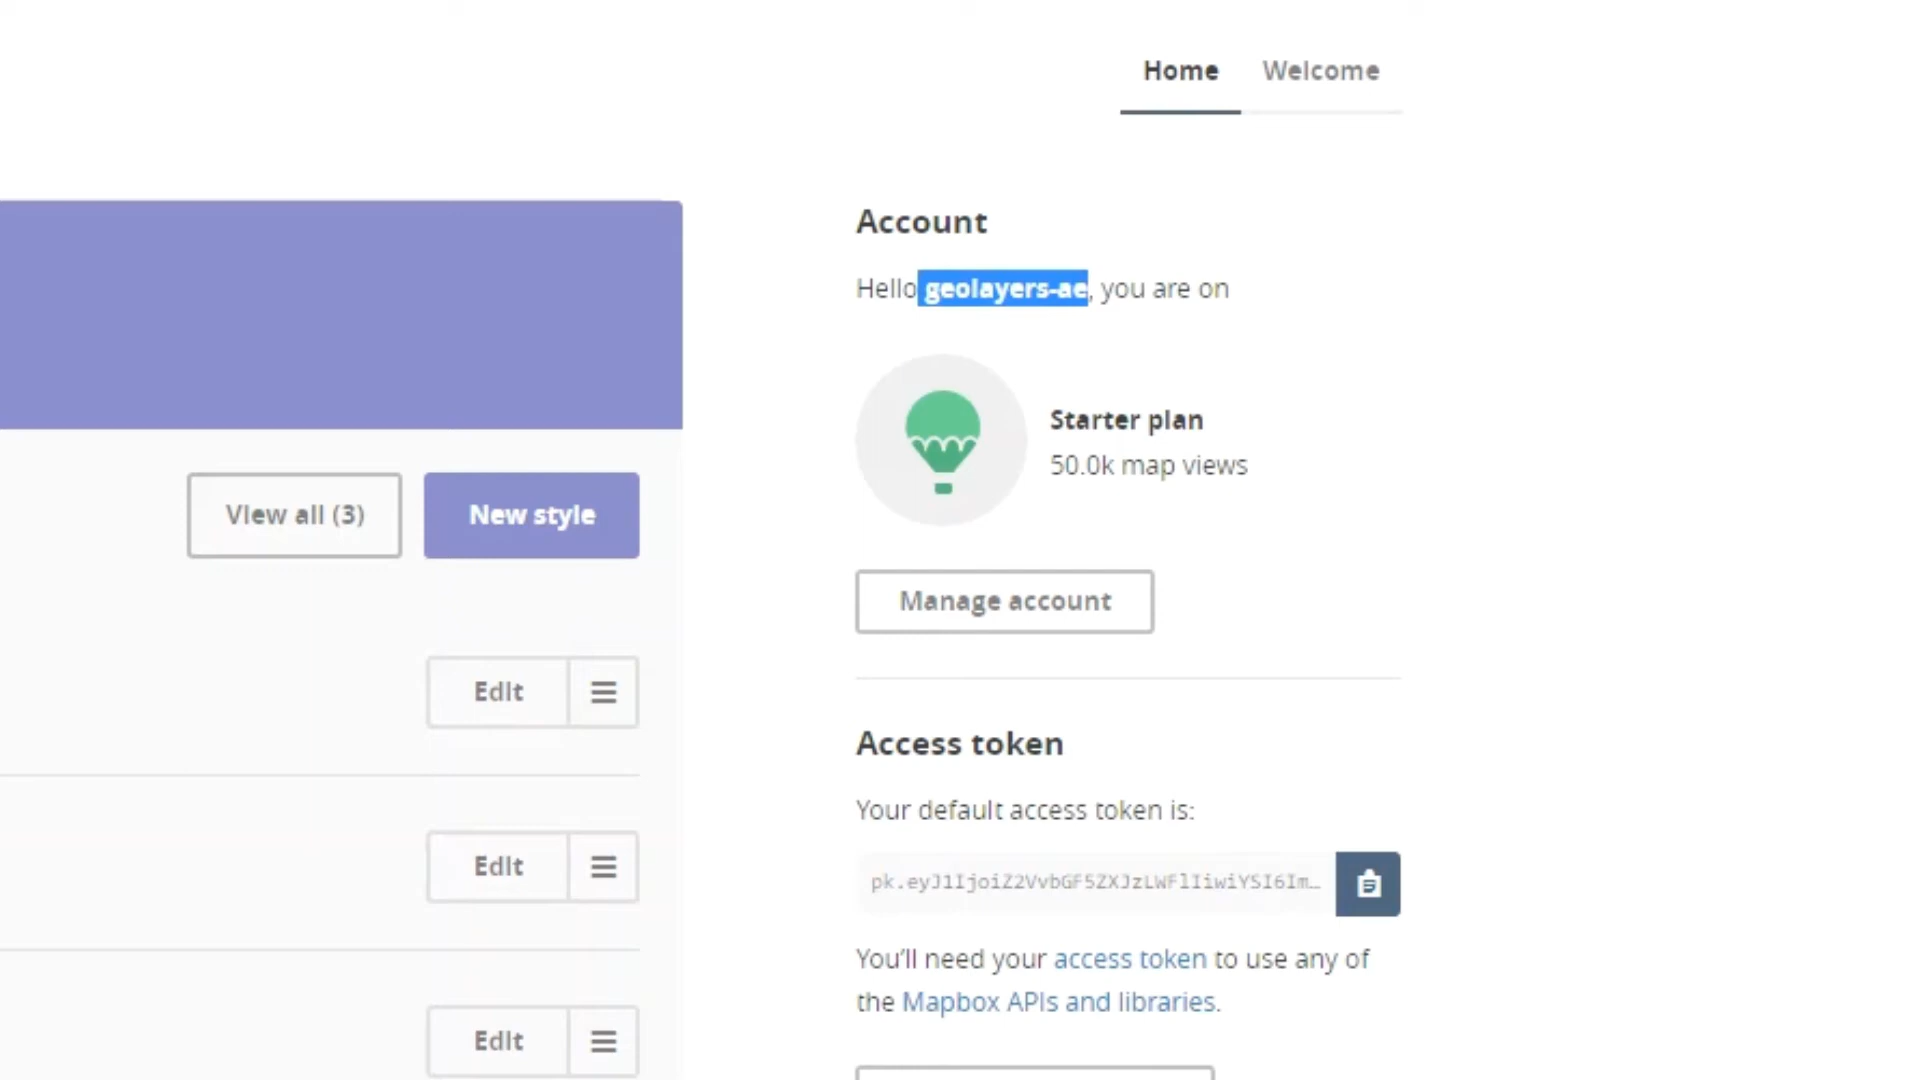 Home Welcome
Account
Hello geolayers-ae, you are on
Starter plan
50.0k map views
View all (3) New style
Manage account
Edit
Access token
Your default access token is:
Edit
pk.eyJ1IjoiZ2VvbGF5ZXJzLWFlIiwiYSI6Im…
You'll need your access token to use any of
the Mapbox APIs and libraries.
Edit